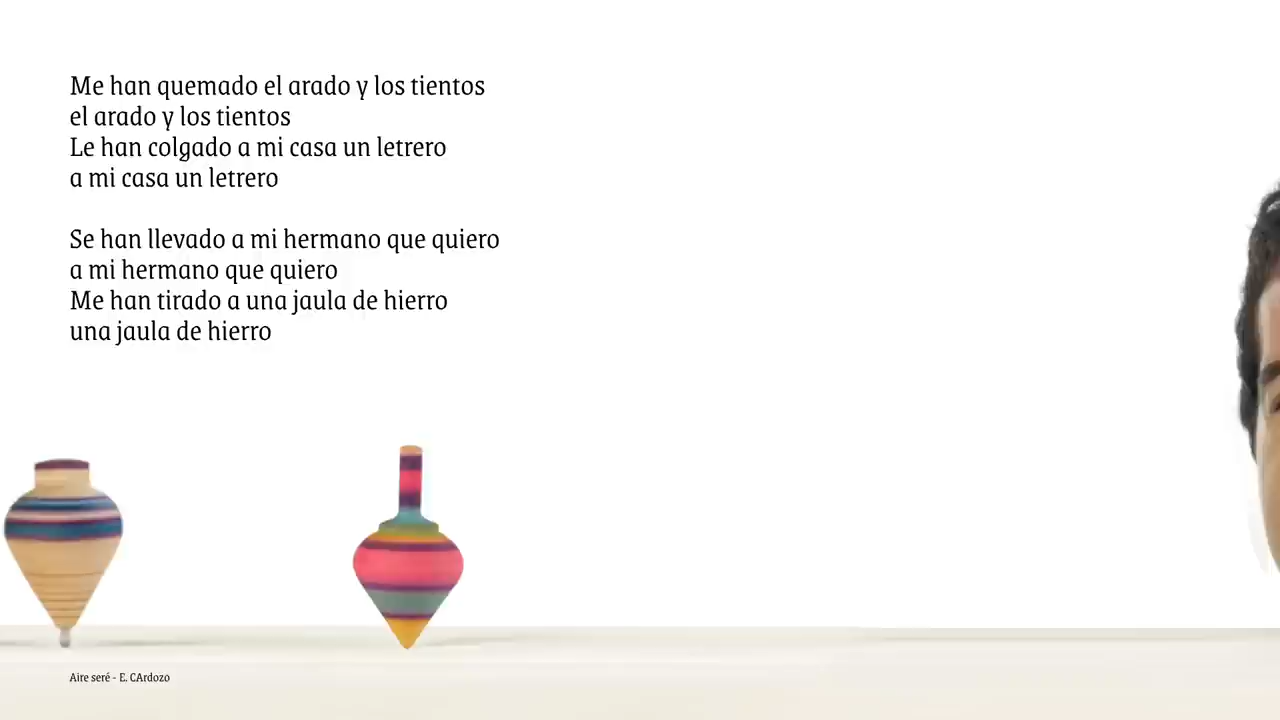 Me han quemado el arado y los tientos
el arado y los tientos
Le han colgado a mi casa un letrero
a mi casa un letrero
Se han llevado a mi hermano que quiero
a mi hermano que quiero
Me han tirado a una jaula de hierro
una jaula de hierro
Aire seré - E. CArdozo